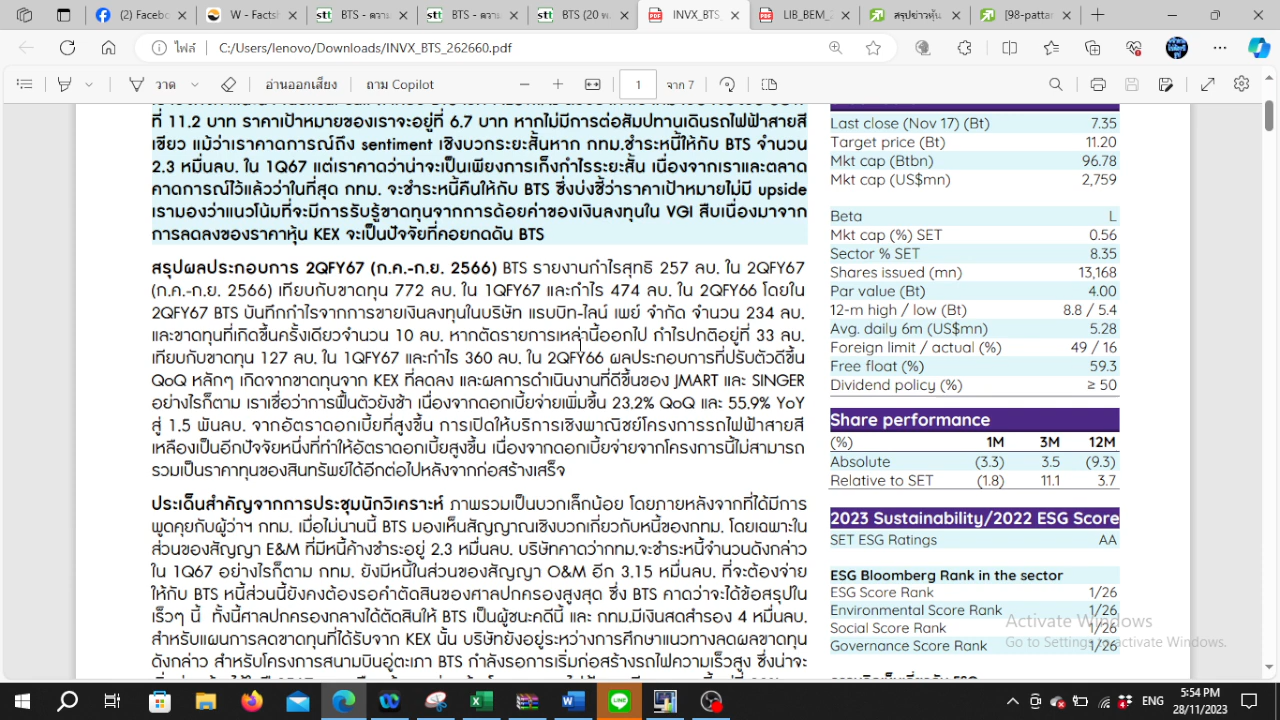 (2) Facebc
W - Factsh
BTS - ความ
BTS - ความ
BTS (20 พ.
INVX_BTS_
LIB_BEM_2
สรุปข่าวหุ้น
[98-pattar
ไฟล์ C:/Users/lenovo/Downloads/INVX_BTS_262660.pdf
วาด อ่านออกเสียง ถาม Copilot 1 จาก 7
ที่ 11.2 บาท ราคาเป้าหมายของเราจะอยู่ที่ 6.7 บาท หากไม่มีการต่อสัมปทานเดินรถไฟฟ้าสายสี
เขียว แม้ว่าเราคาดการณ์ถึง sentiment เชิงบวกระยะสั้นหาก กทม.ชำระหนี้ให้กับ BTS จำนวน
2.3 หมื่นลบ. ใน 1Q67 แต่เราคาดว่าน่าจะเป็นเพียงการเก็งกำไรระยะสั้น เนื่องจากเราและตลาด
คาดการณ์ไว้แล้วว่าในที่สุด กทม. จะชำระหนี้คืนให้กับ BTS ซึ่งบ่งชี้ว่าราคาเป้าหมายไม่มี upside
เรามองว่าแนวโน้มที่จะมีการรับรู้ขาดทุนจากการด้อยค่าของเงินลงทุนใน VGI สืบเนื่องมาจาก
การลดลงของราคาหุ้น KEX จะเป็นปัจจัยที่คอยกดดัน BTS
สรุปผลประกอบการ 2QFY67 (ก.ค.-ก.ย. 2566) BTS รายงานกำไรสุทธิ 257 ลบ. ใน 2QFY67
(ก.ค.-ก.ย. 2566) เทียบกับขาดทุน 772 ลบ. ใน 1QFY67 และกำไร 474 ลบ. ใน 2QFY66 โดยใน
2QFY67 BTS บันทึกกำไรจากการขายเงินลงทุนในบริษัท แรบบิท-ไลน์ เพย์ จำกัด จำนวน 234 ลบ.
และขาดทุนที่เกิดขึ้นครั้งเดียวจำนวน 10 ลบ. หากตัดรายการเหล่านี้ออกไป กำไรปกติอยู่ที่ 33 ลบ.
เทียบกับขาดทุน 127 ลบ. ใน 1QFY67 และกำไร 360 ลบ. ใน 2QFY66 ผลประกอบการที่ปรับตัวดีขึ้น
QoQ หลักๆ เกิดจากขาดทุนจาก KEX ที่ลดลง และผลการดำเนินงานที่ดีขึ้นของ JMART และ SINGER
อย่างไรก็ตาม เราเชื่อว่าการฟื้นตัวยังช้า เนื่องจากดอกเบี้ยจ่ายเพิ่มขึ้น 23.2% QoQ และ 55.9% YoY
สู่ 1.5 พันลบ. จากอัตราดอกเบี้ยที่สูงขึ้น การเปิดให้บริการเชิงพาณิชย์โครงการรถไฟฟ้าสายสี
เหลืองเป็นอีกปัจจัยหนึ่งที่ทำให้อัตราดอกเบี้ยสูงขึ้น เนื่องจากดอกเบี้ยจ่ายจากโครงการนี้ไม่สามารถ
รวมเป็นราคาทุนของสินทรัพย์ได้อีกต่อไปหลังจากก่อสร้างเสร็จ
ประเด็นสำคัญจากการประชุมนักวิเคราะห์ ภาพรวมเป็นบวกเล็กน้อย โดยภายหลังจากที่ได้มีการ
พูดคุยกับผู้ว่าฯ กทม. เมื่อไม่นานนี้ BTS มองเห็นสัญญาณเชิงบวกเกี่ยวกับหนี้ของกทม. โดยเฉพาะใน
ส่วนของสัญญา E&M ที่มีหนี้ค้างชำระอยู่ 2.3 หมื่นลบ. บริษัทคาดว่ากทม.จะชำระหนี้จำนวนดังกล่าว
ใน 1Q67 อย่างไรก็ตาม กทม. ยังมีหนี้ในส่วนของสัญญา O&M อีก 3.15 หมื่นลบ. ที่จะต้องจ่าย
ให้กับ BTS หนี้ส่วนนี้ยังคงต้องรอคำตัดสินของศาลปกครองสูงสุด ซึ่ง BTS คาดว่าจะได้ข้อสรุปใน
เร็วๆ นี้ ทั้งนี้ศาลปกครองกลางได้ตัดสินให้ BTS เป็นผู้ชนะคดีนี้ และ กทม.มีเงินสดสำรอง 4 หมื่นลบ.
สำหรับแผนการลดขาดทุนที่ได้รับจาก KEX นั้น บริษัทยังอยู่ระหว่างการศึกษาแนวทางลดผลขาดทุน
ดังกล่าว สำหรับโครงการสนามบินอู่ตะเภา BTS กำลังรอการเริ่มก่อสร้างรถไฟความเร็วสูง ซึ่งน่าจะ
Last close (Nov 17) (Bt) 7.35
Target price (Bt) 11.20
Mkt cap (Btbn) 96.78
Mkt cap (US$mn) 2,759
Beta L
Mkt cap (%) SET 0.56
Sector % SET 8.35
Shares issued (mn) 13,168
Par value (Bt) 4.00
12-m high / low (Bt) 8.8 / 5.4
Avg. daily 6m (US$mn) 5.28
Foreign limit / actual (%) 49 / 16
Free float (%) 59.3
Dividend policy (%) ≥ 50
Share performance
(%) 1M 3M 12M
Absolute (3.3) 3.5 (9.3)
Relative to SET (1.8) 11.1 3.7
2023 Sustainability/2022 ESG Score
SET ESG Ratings AA
ESG Bloomberg Rank in the sector
ESG Score Rank 1/26
Environmental Score Rank 1/26
Social Score Rank 1/26
Governance Score Rank 1/26
Activate Windows
Go to Settings to activate Windows.
LINE
ENG
5:54 PM
28/11/2023